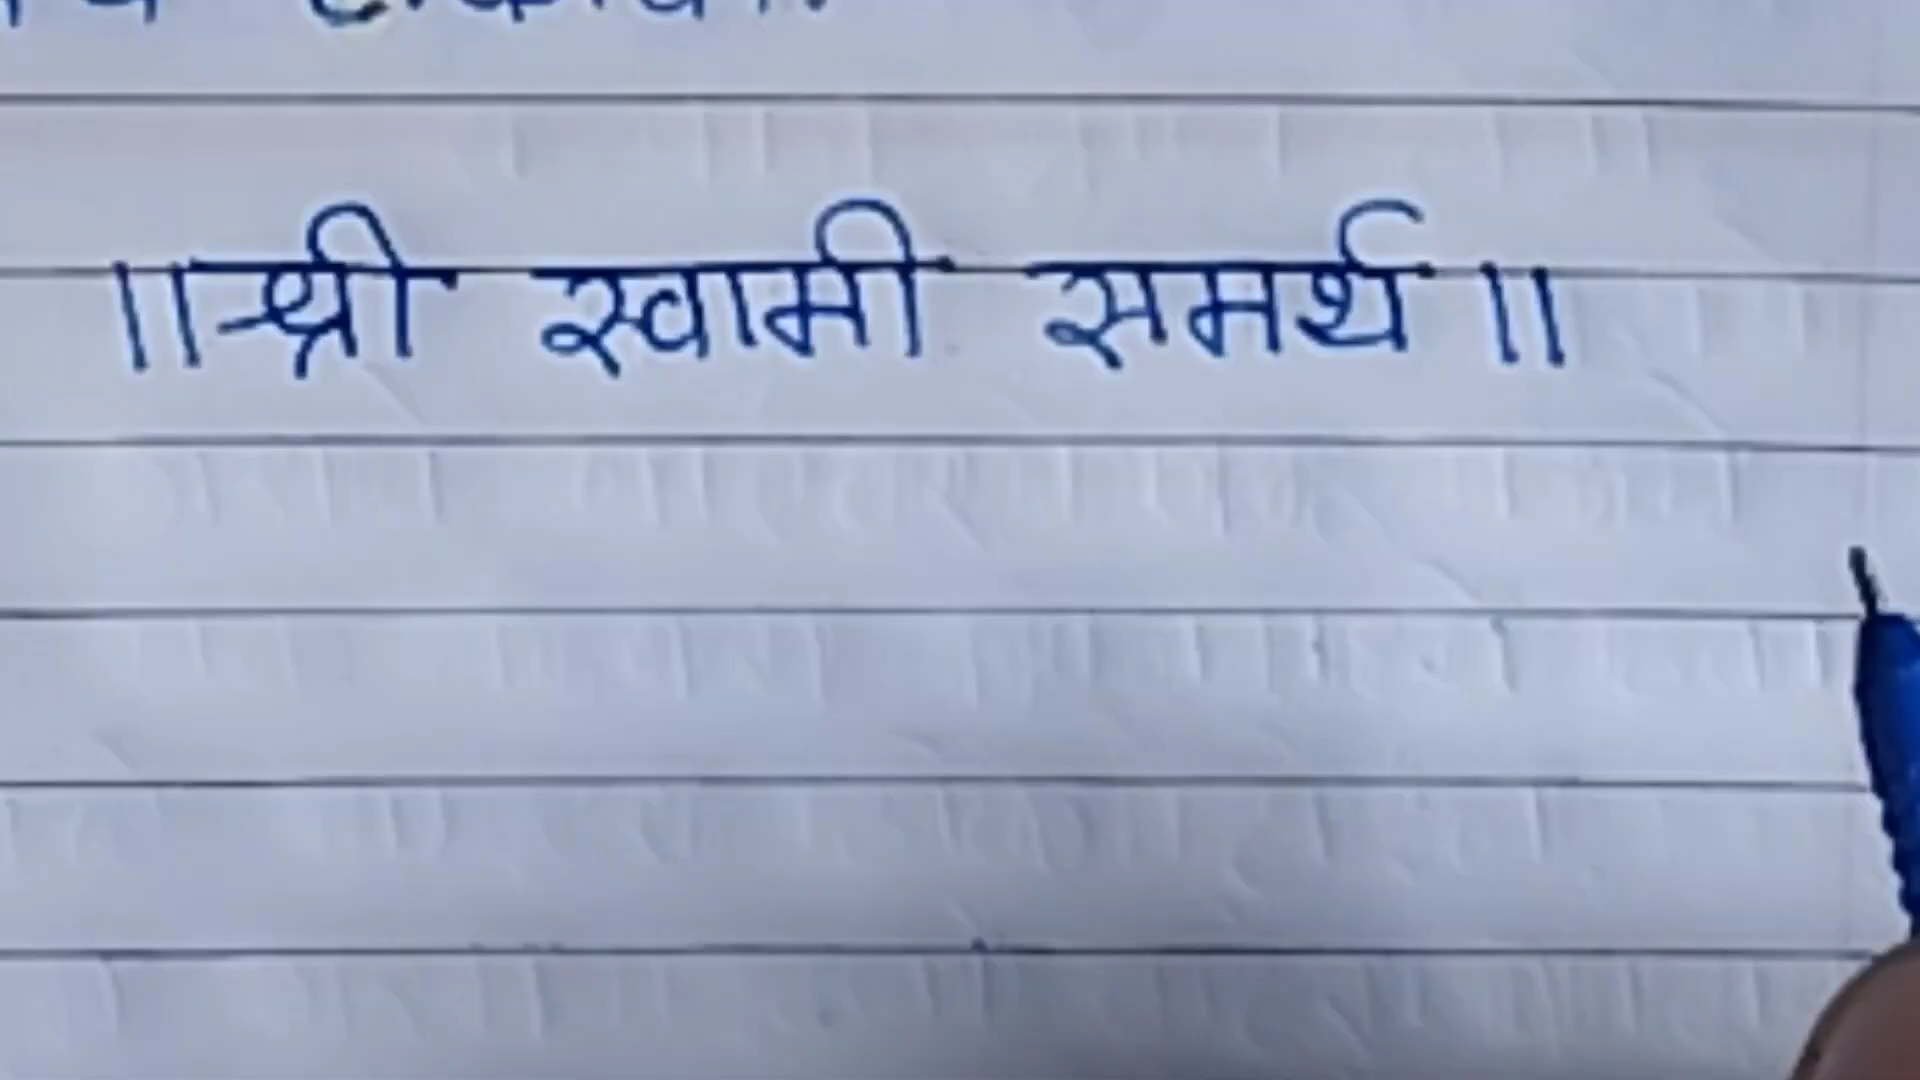 ॥ श्री स्वामी समर्थ ॥